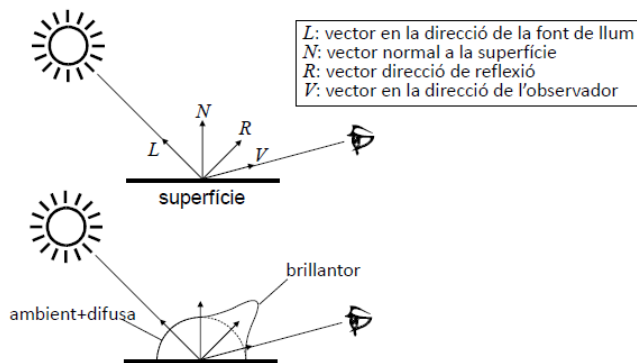 L: vector en la direcció de la font de llum
N: vector normal a la superfície
R: vector direcció de reflexió
V: vector en la direcció de l'observador
N
R
L
V
superfície
brillantor
ambient+difusa